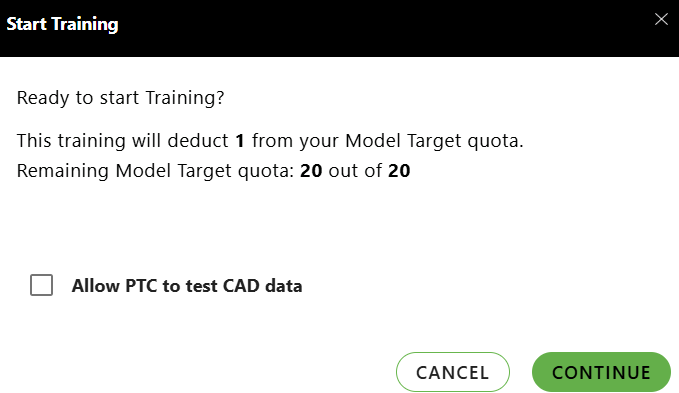 Start Training
Ready to start Training?
This training will deduct 1 from your Model Target quota.
Remaining Model Target quota: 20 out of 20
Allow PTC to test CAD data
CANCEL
CONTINUE